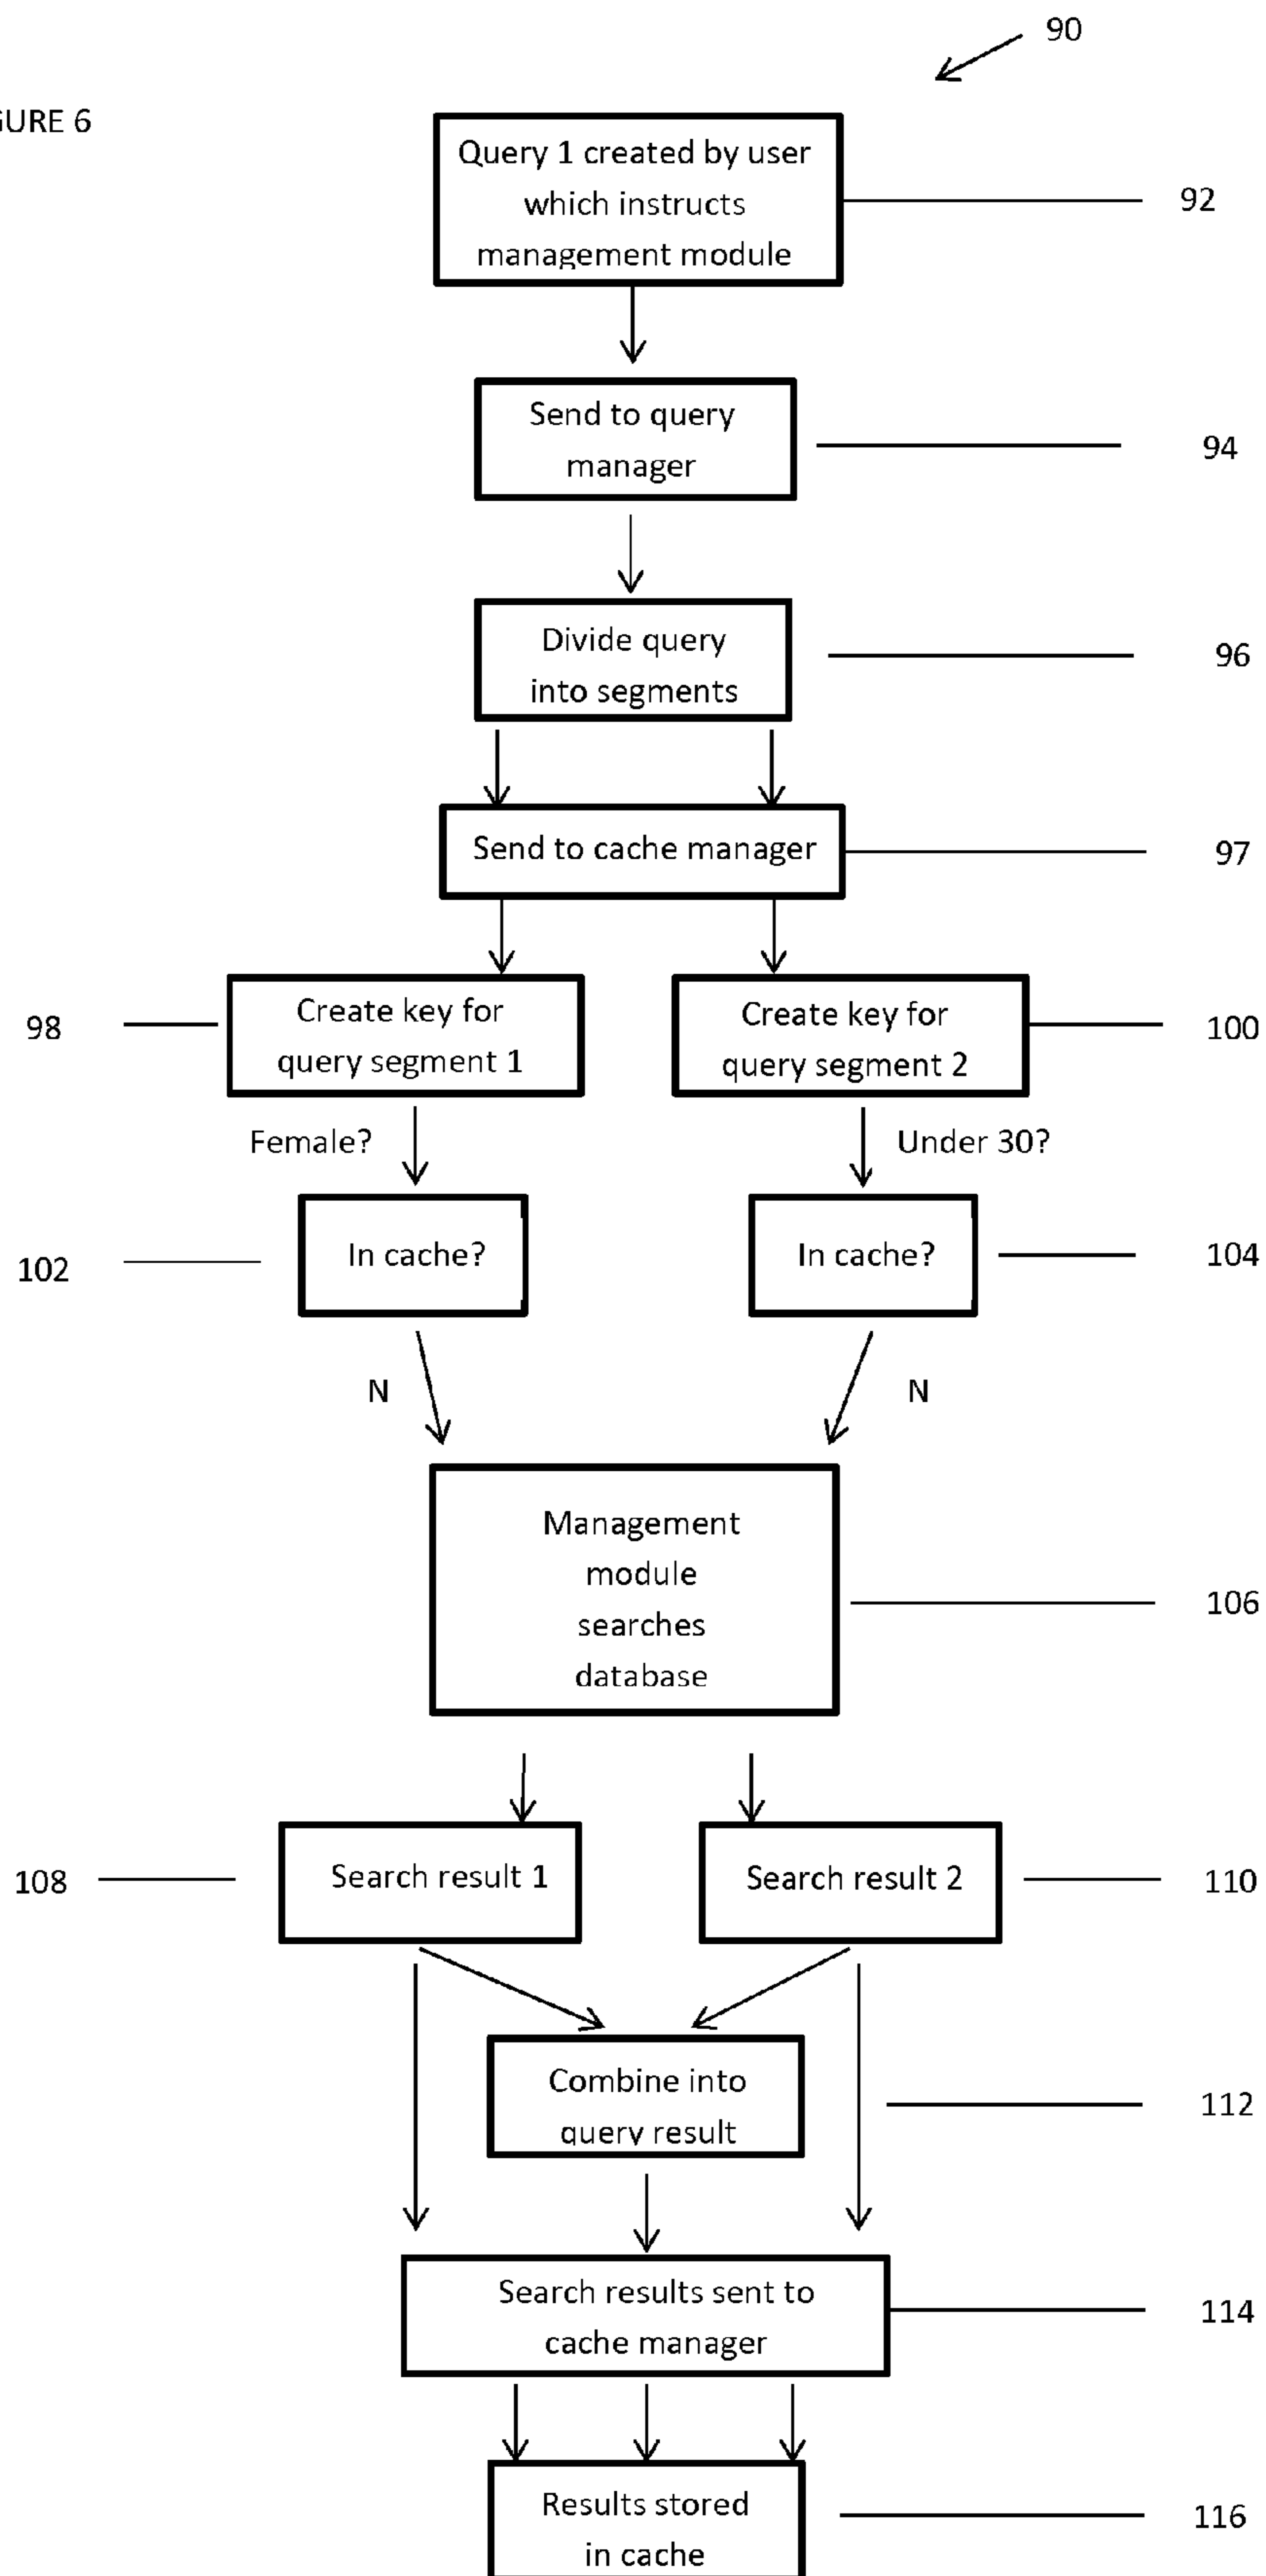 90
GURE 6
Query 1 created by user
which instructs
management module
92
Send to query
manager
94
Divide query
into segments
96
Send to cache manager
97
98
Create key for
query segment 1
Create key for
query segment 2
100
Female?
Under 30?
102
In cache?
In cache?
104
N
N
Management
module
searches
database
106
108
Search result 1
Search result 2
110
Combine into
query result
112
Search results sent to
cache manager
114
Results stored
in cache
116